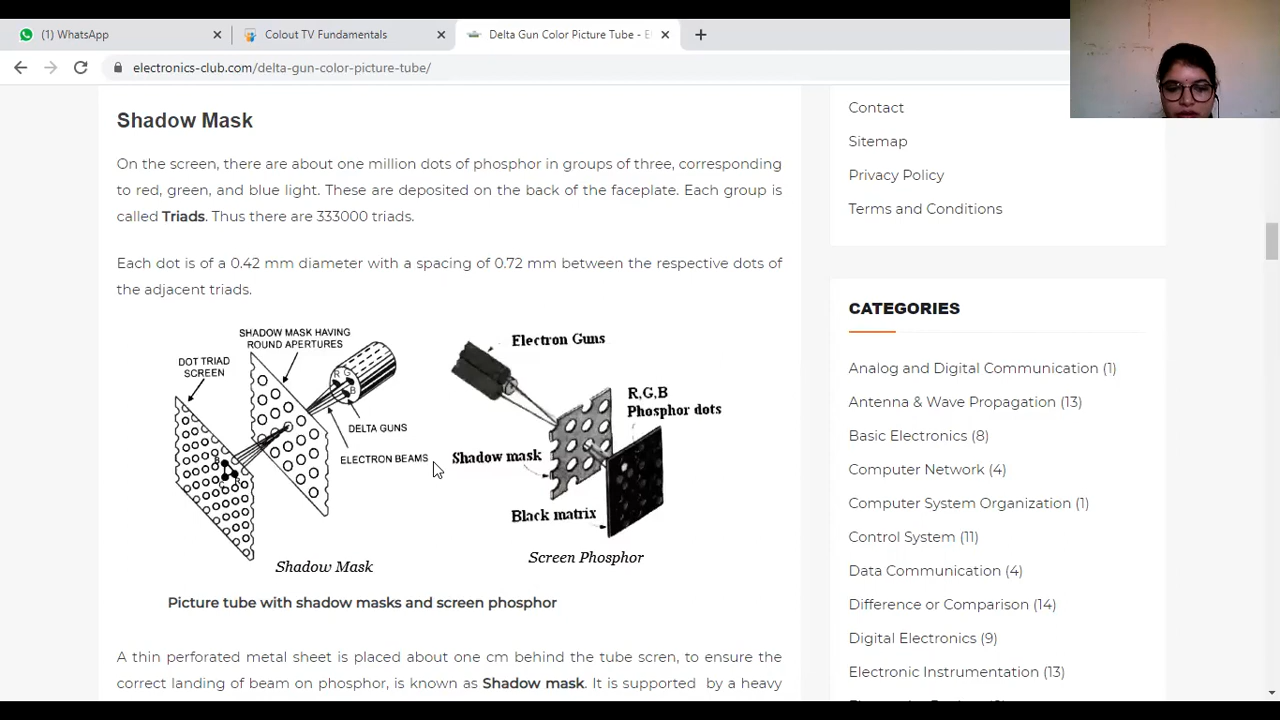 (1) WhatsApp
Colout TV Fundamentals
Delta Gun Color Picture Tube - E
electronics-club.com/delta-gun-color-picture-tube/
Shadow Mask
On the screen, there are about one million dots of phosphor in groups of three, corresponding
to red, green, and blue light. These are deposited on the back of the faceplate. Each group is
called Triads. Thus there are 333000 triads.
Each dot is of a 0.42 mm diameter with a spacing of 0.72 mm between the respective dots of
the adjacent triads.
SHADOW MASK HAVING
ROUND APERTURES
DOT TRIAD
SCREEN
R G
B
DELTA GUNS
ELECTRON BEAMS
Shadow Mask
Electron Guns
R,G,B
Phosphor dots
Shadow mask
Black matrix
Screen Phosphor
Picture tube with shadow masks and screen phosphor
A thin perforated metal sheet is placed about one cm behind the tube scren, to ensure the
correct landing of beam on phosphor, is known as Shadow mask. It is supported by a heavy
Contact
Sitemap
Privacy Policy
Terms and Conditions
CATEGORIES
Analog and Digital Communication (1)
Antenna & Wave Propagation (13)
Basic Electronics (8)
Computer Network (4)
Computer System Organization (1)
Control System (11)
Data Communication (4)
Difference or Comparison (14)
Digital Electronics (9)
Electronic Instrumentation (13)